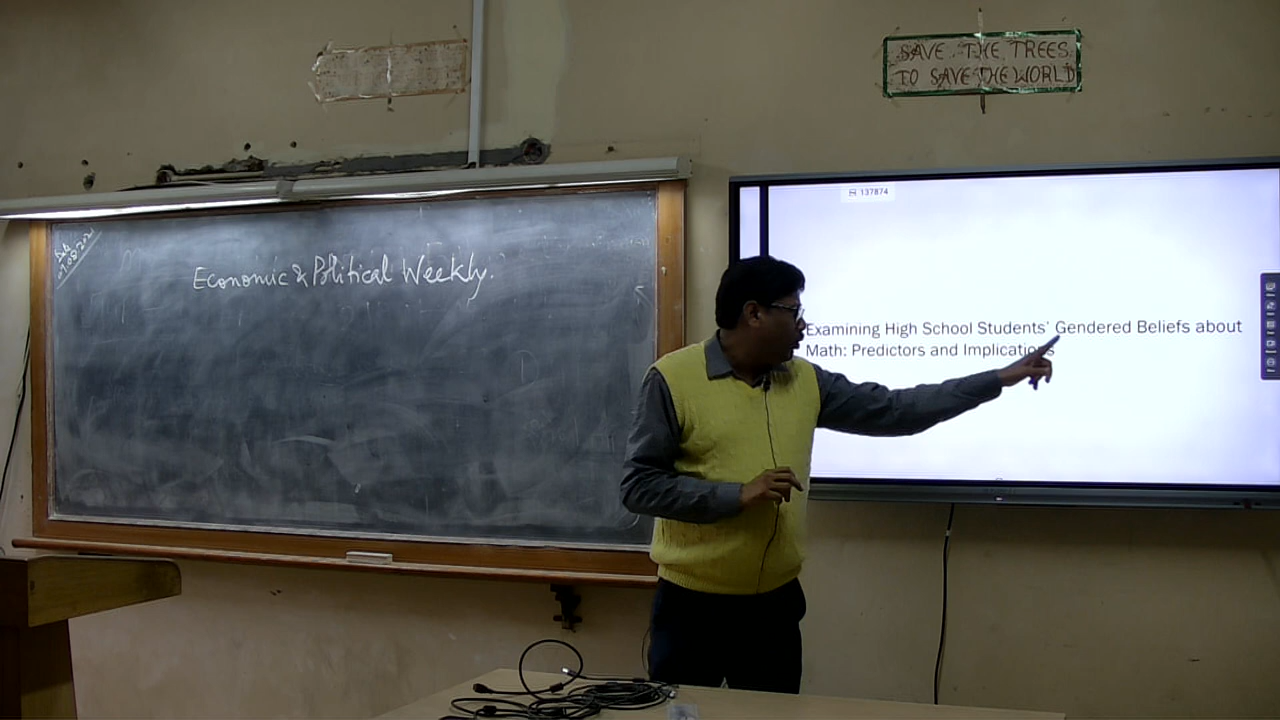 SAVE THE TREES
TO SAVE THE WORLD
Economic & Political Weekly.
137874
Examining High School Students' Gendered Beliefs about
Math: Predictors and Implications